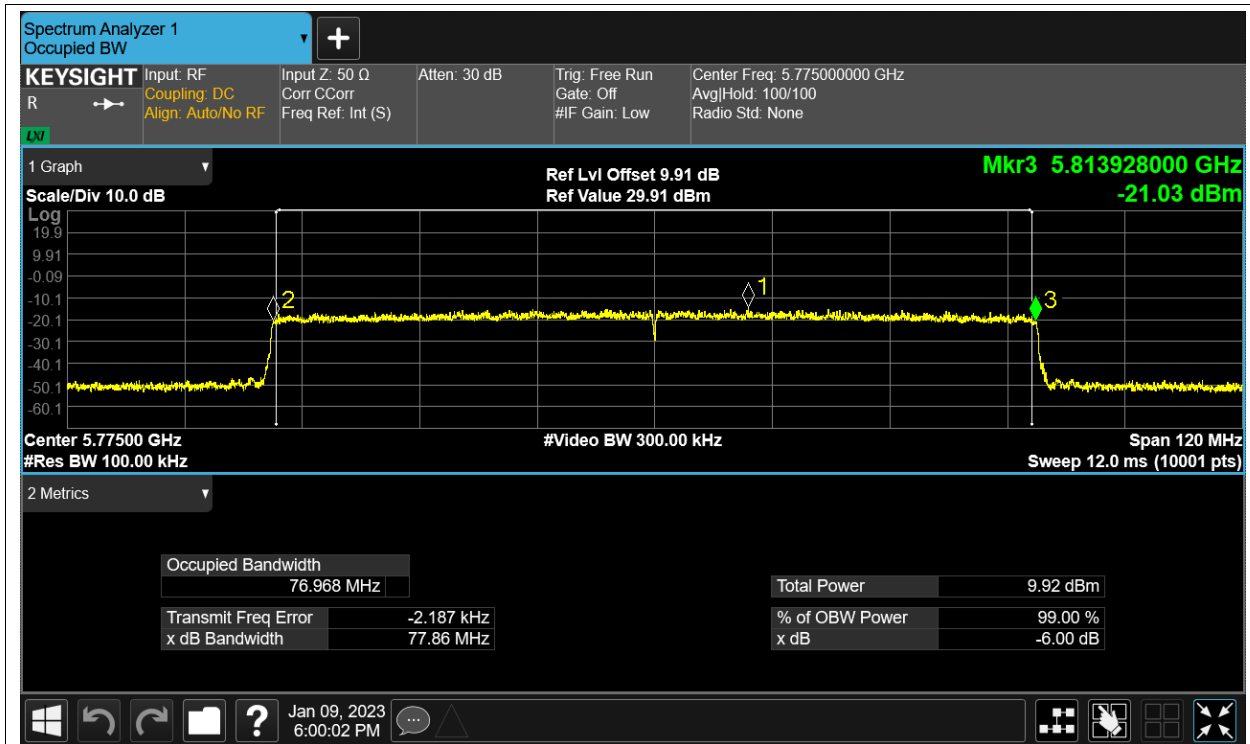 Spectrum Analyzer 1
Occupied BW
KEYSIGHT
R
LXI
Input: RF
Coupling: DC
Align: Auto/No RF
Input Z: 50 Ω
Corr CCorr
Freq Ref: Int (S)
Atten: 30 dB
Trig: Free Run
Gate: Off
#IF Gain: Low
Center Freq: 5.775000000 GHz
Avg|Hold: 100/100
Radio Std: None
1 Graph
Scale/Div 10.0 dB
Ref Lvl Offset 9.91 dB
Ref Value 29.91 dBm
Mkr3 5.813928000 GHz
-21.03 dBm
Log
19.9
9.91
-0.09
-10.1
-20.1
-30.1
-40.1
-50.1
-60.1
2
1
3
Center 5.77500 GHz
#Video BW 300.00 kHz
Span 120 MHz
#Res BW 100.00 kHz
Sweep 12.0 ms (10001 pts)
2 Metrics
Occupied Bandwidth
76.968 MHz
Total Power 9.92 dBm
Transmit Freq Error -2.187 kHz
% of OBW Power 99.00 %
x dB Bandwidth 77.86 MHz
x dB -6.00 dB
?
Jan 09, 2023
6:00:02 PM